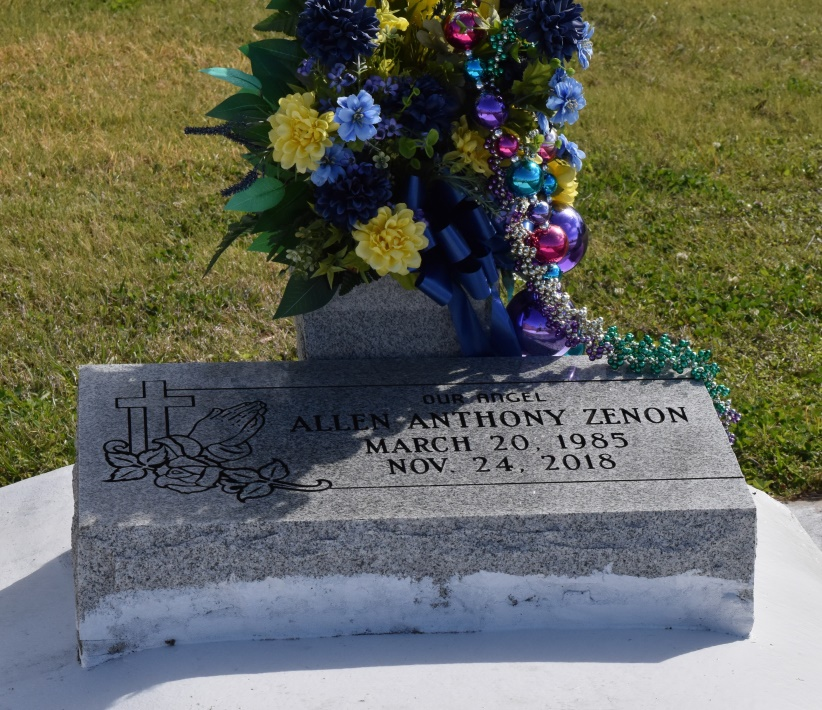 OUR ANGEL
ALLEN ANTHONY ZENON
MARCH 20, 1985
NOV. 24, 2018